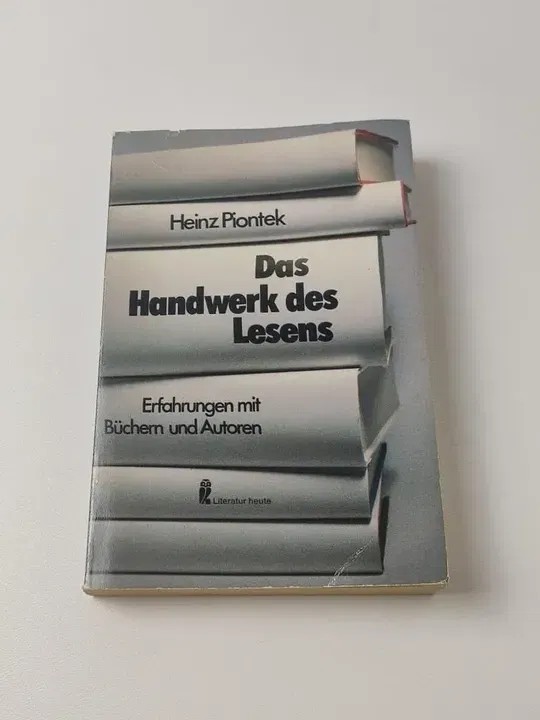 Heinz Piontek
Das
Handwerk des
Lesens
Erfahrungen mit
Büchern und Autoren
Literatur heute